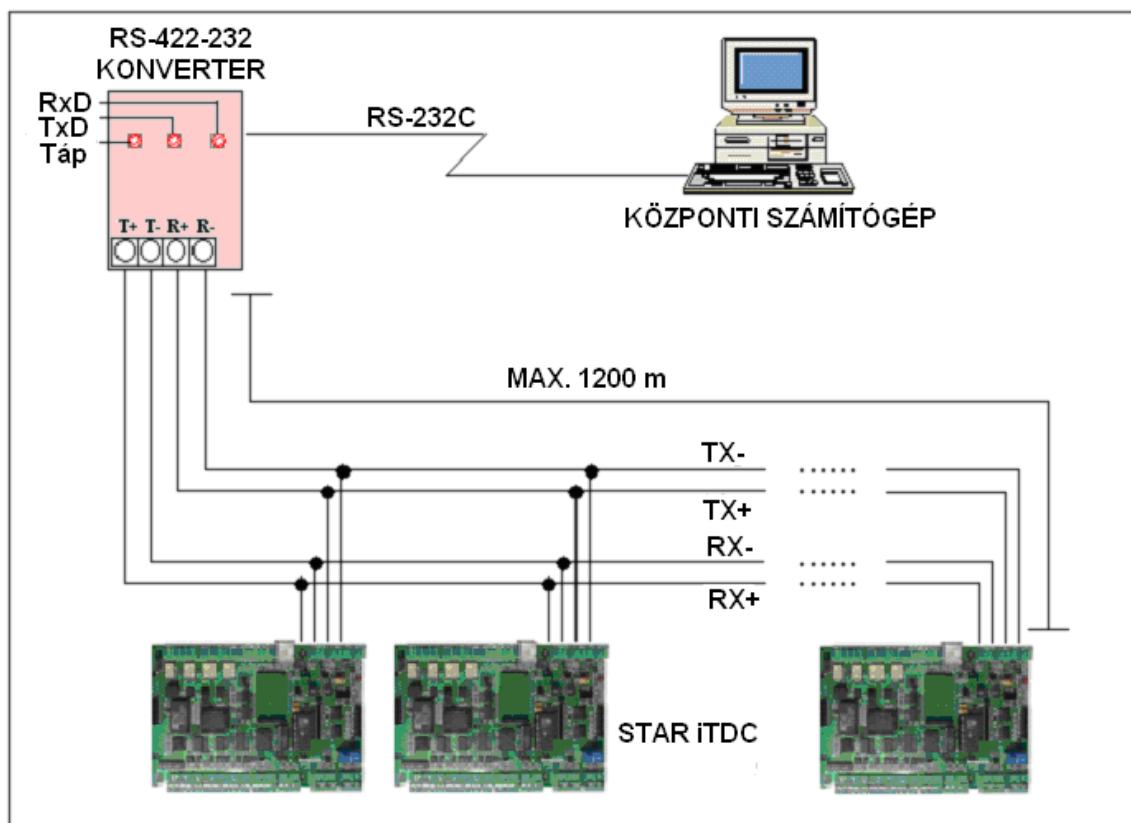 RS-422-232
KONVERTER
RxD
TxD
Táp
RS-232C
KÖZPONTI SZÁMÍTÓGÉP
T+ T- R+ R-
MAX. 1200 m
TX-
TX+
RX-
RX+
STAR iTDC